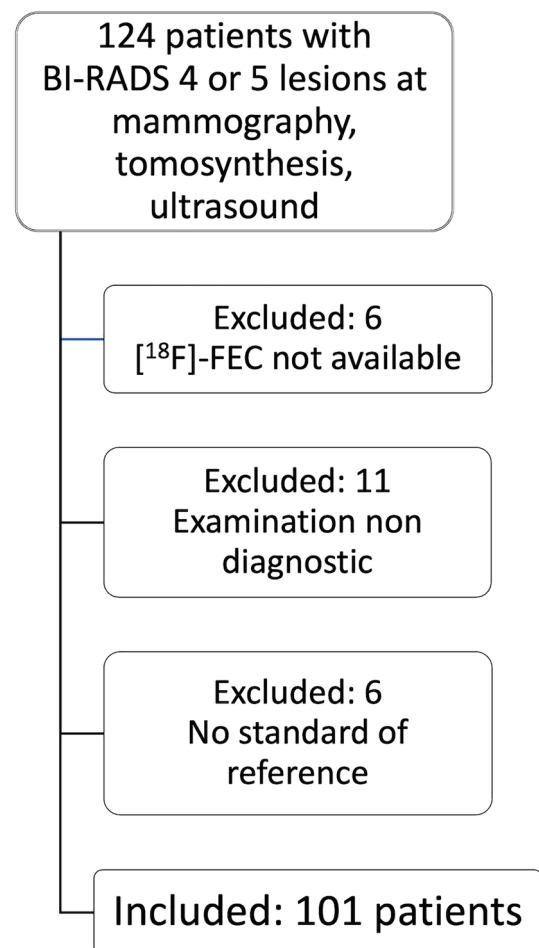 124 patients with
BI-RADS 4 or 5 lesions at
mammography,
tomosynthesis,
ultrasound
Excluded: 6
[¹⁸F]-FEC not available
Excluded: 11
Examination non
diagnostic
Excluded: 6
No standard of
reference
Included: 101 patients